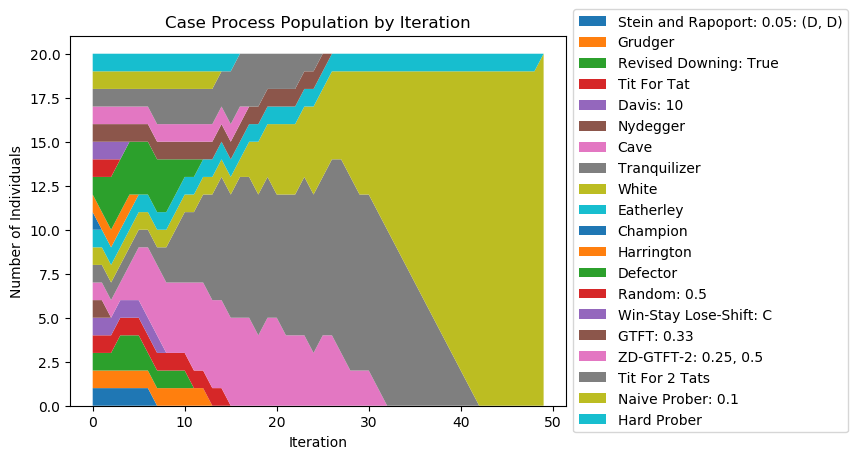 Case Process Population by Iteration
Number of Individuals
20.0
17.5
15.0
12.5
10.0
7.5
5.0
2.5
0.0
0
10
20
30
40
50
Iteration
Stein and Rapoport: 0.05: (D, D)
Grudger
Revised Downing: True
Tit For Tat
Davis: 10
Nydegger
Cave
Tranquilizer
White
Eatherley
Champion
Harrington
Defector
Random: 0.5
Win-Stay Lose-Shift: C
GTFT: 0.33
ZD-GTFT-2: 0.25, 0.5
Tit For 2 Tats
Naive Prober: 0.1
Hard Prober